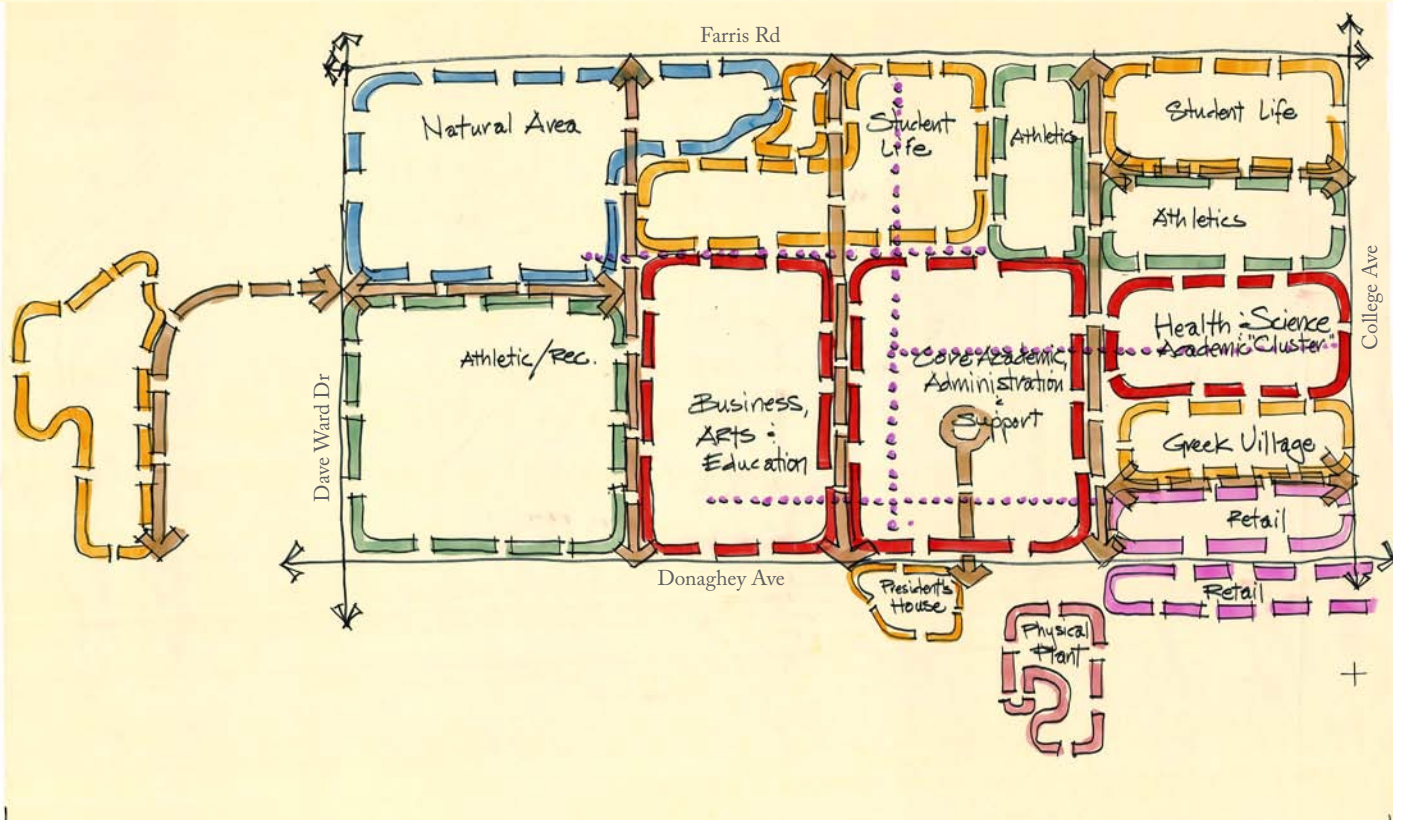 Farris Rd
Natural Area
Student
Life
Athletics
Student Life
Athletics
College Ave
Dave Ward Dr
Athletic/Rec.
Business,
Arts &
Education
Core Academic,
Administration
&
Support
Health & Science
Academic "Cluster"
Greek Village
Retail
Donaghey Ave
President's
House
Retail
Physical
Plant